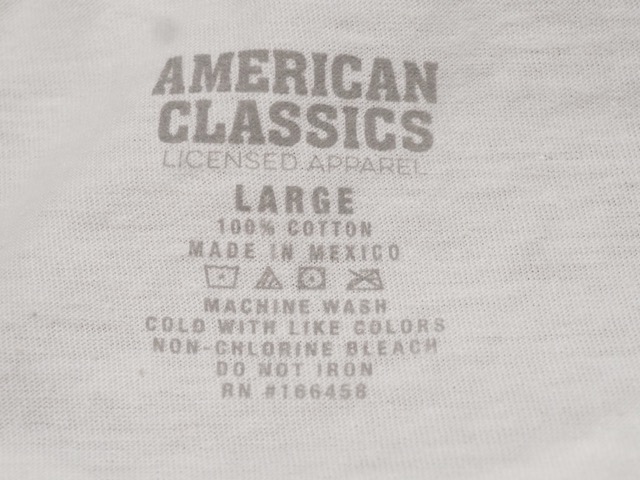 AMERICAN
CLASSICS
LICENSED APPAREL
LARGE
100% COTTON
MADE IN MEXICO
MACHINE WASH
COLD WITH LIKE COLORS
NON-CHLORINE BLEACH
DO NOT IRON
RN #166458